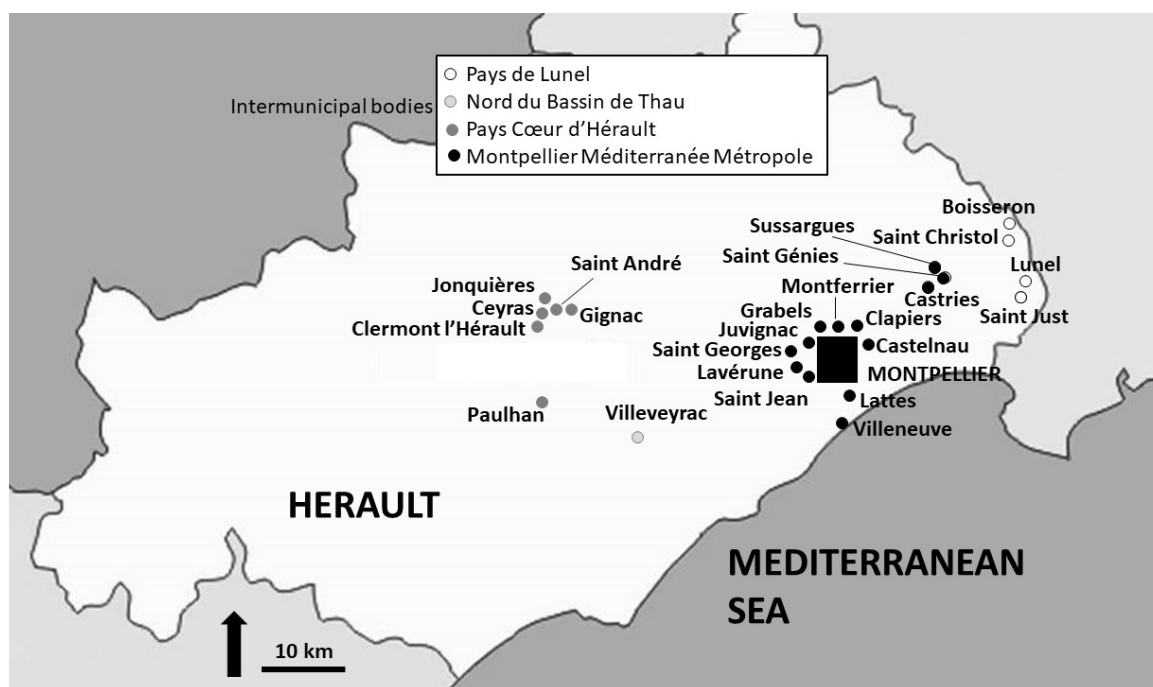 Intermunicipal bodies
Pays de Lunel
Nord du Bassin de Thau
Pays Cœur d’Hérault
Montpellier Méditerranée Métropole
Boisseron
Sussargues
Saint Christol
Saint Génies
Lunel
Saint André
Montferrier
Jonquières
Castries
Saint Just
Ceyras
Gignac
Grabels
Clapiers
Clermont l’Hérault
Juvignac
Castelnau
Saint Georges
Lavérune
MONTPELLIER
Saint Jean
Lattes
Paulhan
Villeveyrac
Villeneuve
HERAULT
MEDITERRANEAN
SEA
10 km